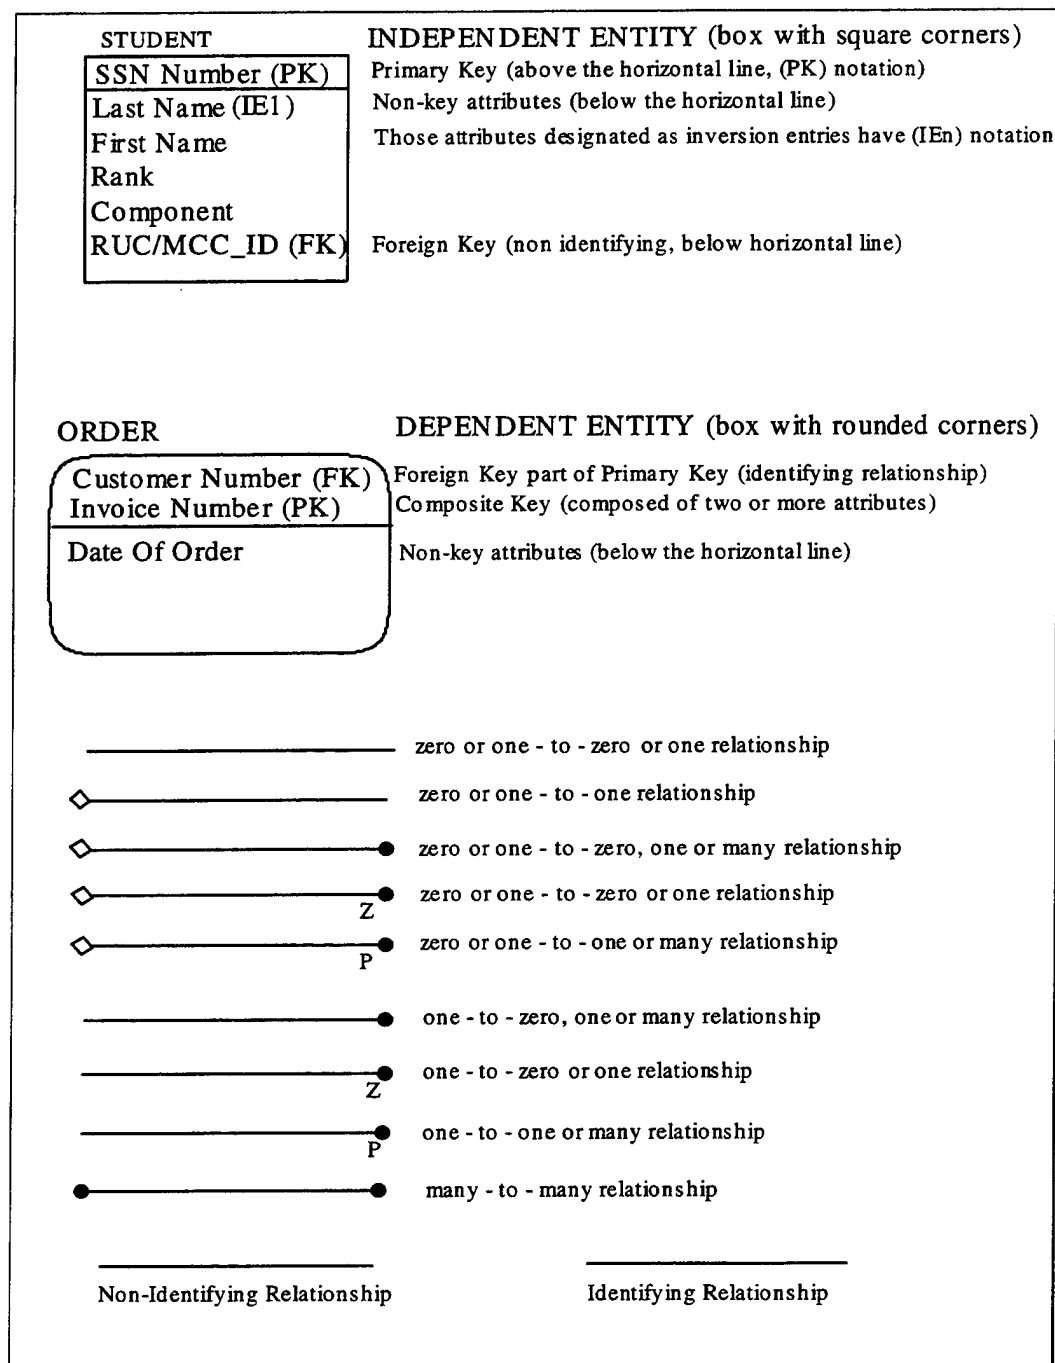 STUDENT INDEPENDENT ENTITY (box with square corners)
SSN Number (PK) Primary Key (above the horizontal line, (PK) notation)
Last Name (IE1) Non-key attributes (below the horizontal line)
First Name Those attributes designated as inversion entries have (IEn) notation
Rank
Component
RUC/MCC_ID (FK) Foreign Key (non identifying, below horizontal line)
ORDER DEPENDENT ENTITY (box with rounded corners)
Customer Number (FK) Foreign Key part of Primary Key (identifying relationship)
Invoice Number (PK) Composite Key (composed of two or more attributes)
Date Of Order Non-key attributes (below the horizontal line)
zero or one - to - zero or one relationship
zero or one - to - one relationship
zero or one - to - zero, one or many relationship
Z zero or one - to - zero or one relationship
P zero or one - to - one or many relationship
one - to - zero, one or many relationship
Z one - to - zero or one relationship
P one - to - one or many relationship
many - to - many relationship
Non-Identifying Relationship Identifying Relationship